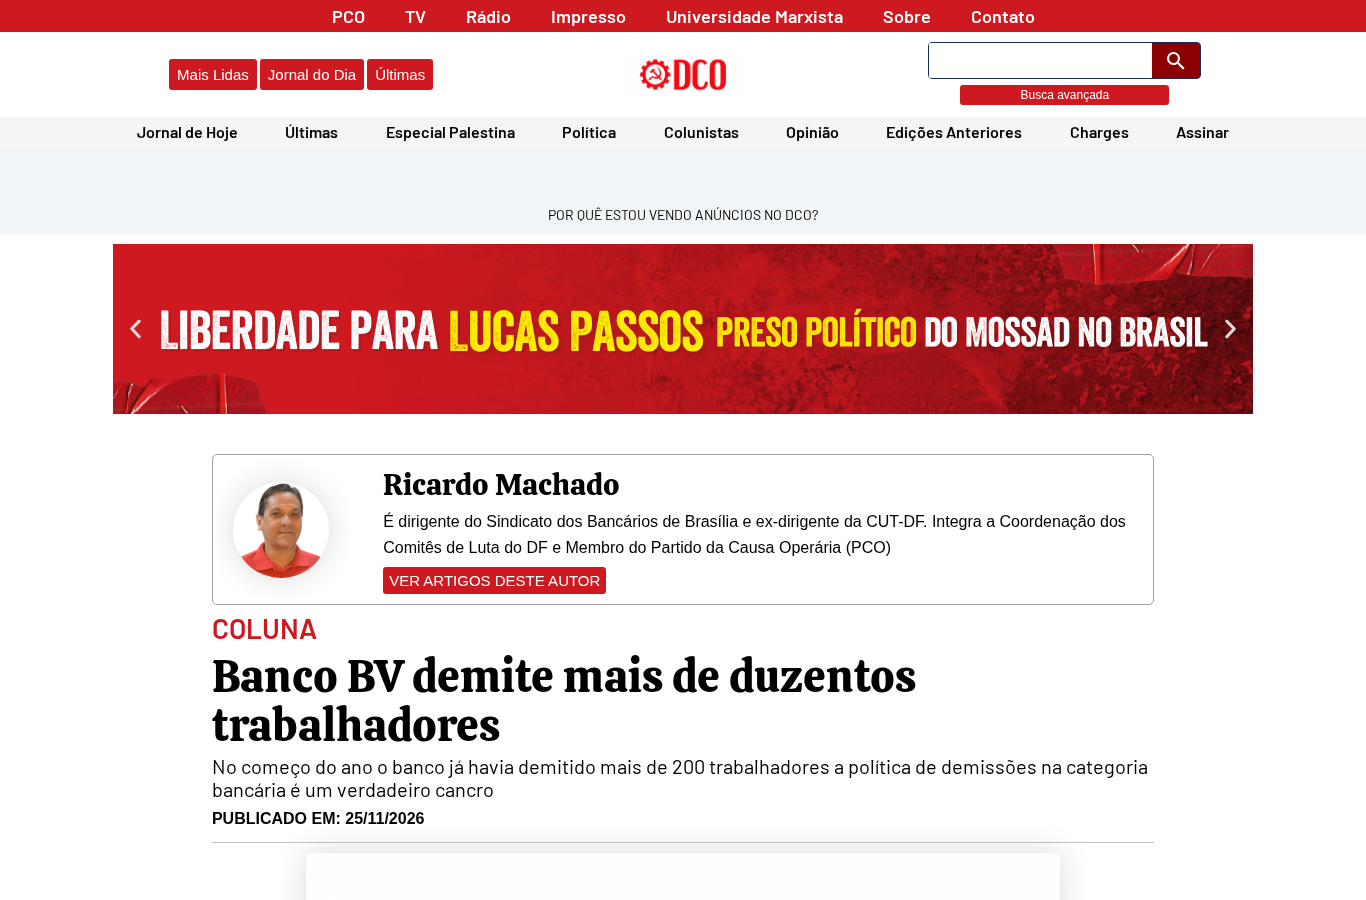 PCO TV Rádio Impresso Universidade Marxista Sobre Contato
Mais Lidas Jornal do Dia Últimas
DCO
Busca avançada
Jornal de Hoje Últimas Especial Palestina Política Colunistas Opinião Edições Anteriores Charges Assinar
POR QUÊ ESTOU VENDO ANÚNCIOS NO DCO?
LIBERDADE PARA LUCAS PASSOS PRESO POLÍTICO DO MOSSAD NO BRASIL
Ricardo Machado
É dirigente do Sindicato dos Bancários de Brasília e ex-dirigente da CUT-DF. Integra a Coordenação dos
Comitês de Luta do DF e Membro do Partido da Causa Operária (PCO)
VER ARTIGOS DESTE AUTOR
COLUNA
Banco BV demite mais de duzentos
trabalhadores
No começo do ano o banco já havia demitido mais de 200 trabalhadores a política de demissões na categoria
bancária é um verdadeiro cancro
PUBLICADO EM: 25/11/2026